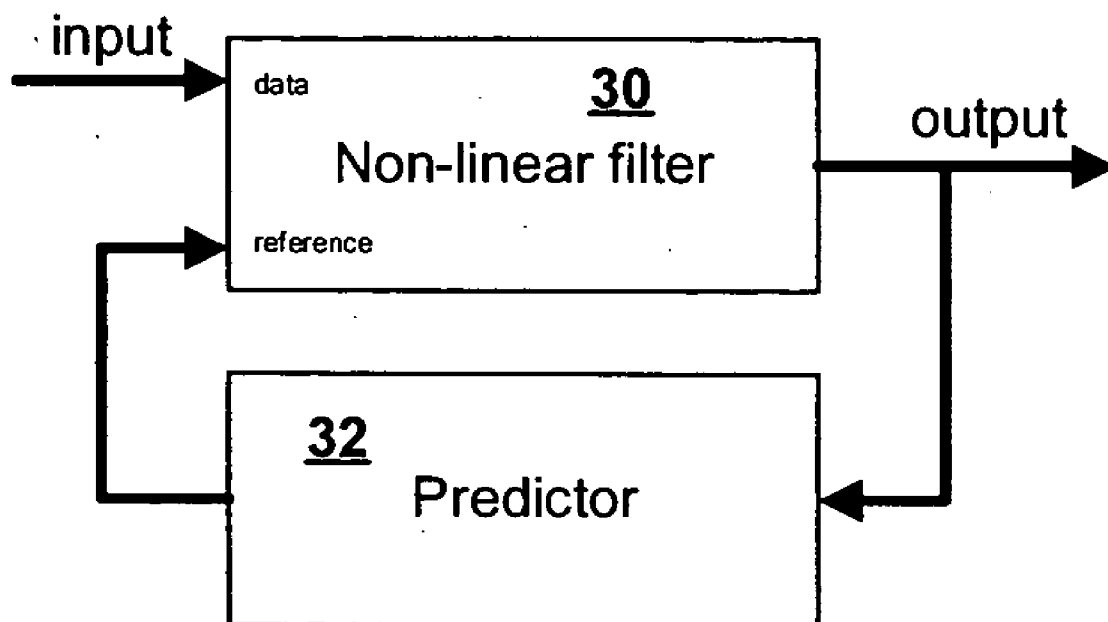 input
data
30
output
Non-linear filter
reference
32
Predictor